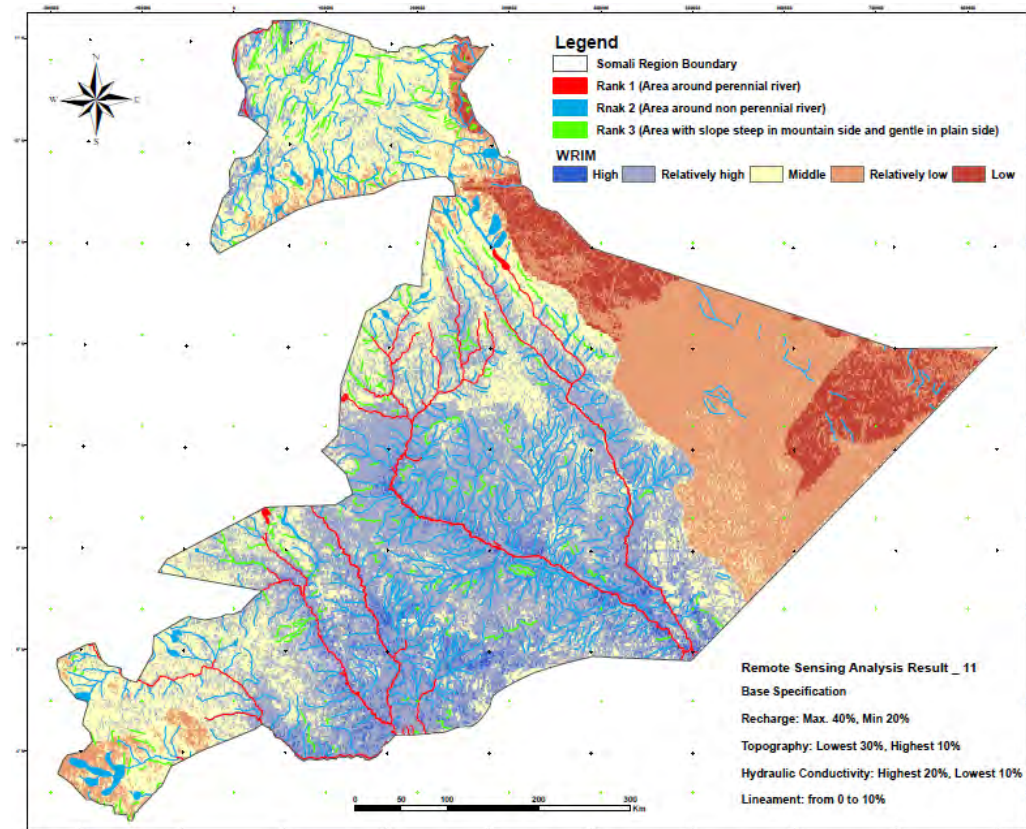 N
W
E
S
Legend
Somali Region Boundary
Rank 1 (Area around perennial river)
Rnak 2 (Area around non perennial river)
Rank 3 (Area with slope steep in mountain side and gentle in plain side)
WRIM
High Relatively high Middle Relatively low Low
Remote Sensing Analysis Result _ 11
Base Specification
Recharge: Max. 40%, Min 20%
Topography: Lowest 30%, Highest 10%
Hydraulic Conductivity: Highest 20%, Lowest 10%
Lineament: from 0 to 10%
0 50 100 200 300
Km